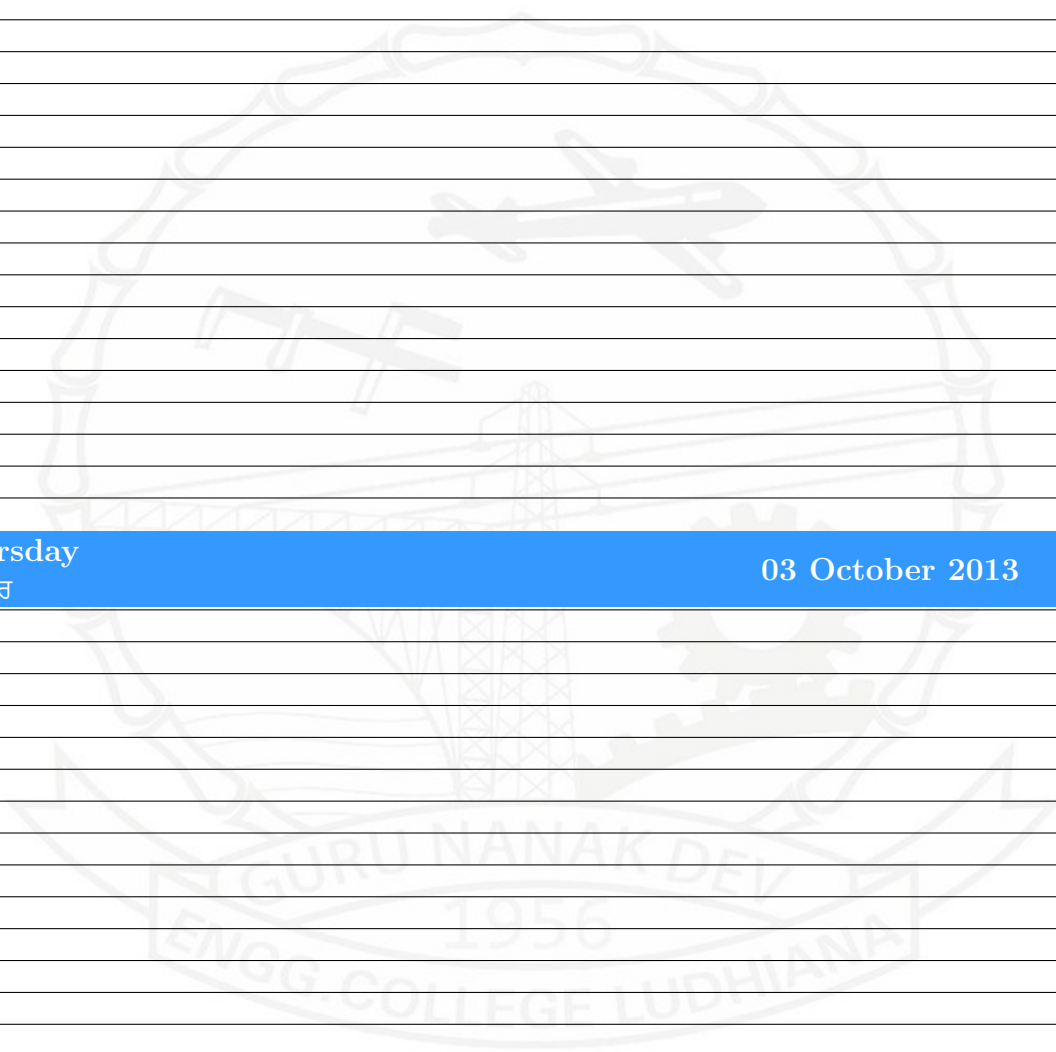 rsday
ਰ
03 October 2013
GURU NANAK DEV
1956
ENGG.COLLEGE LUDHIANA